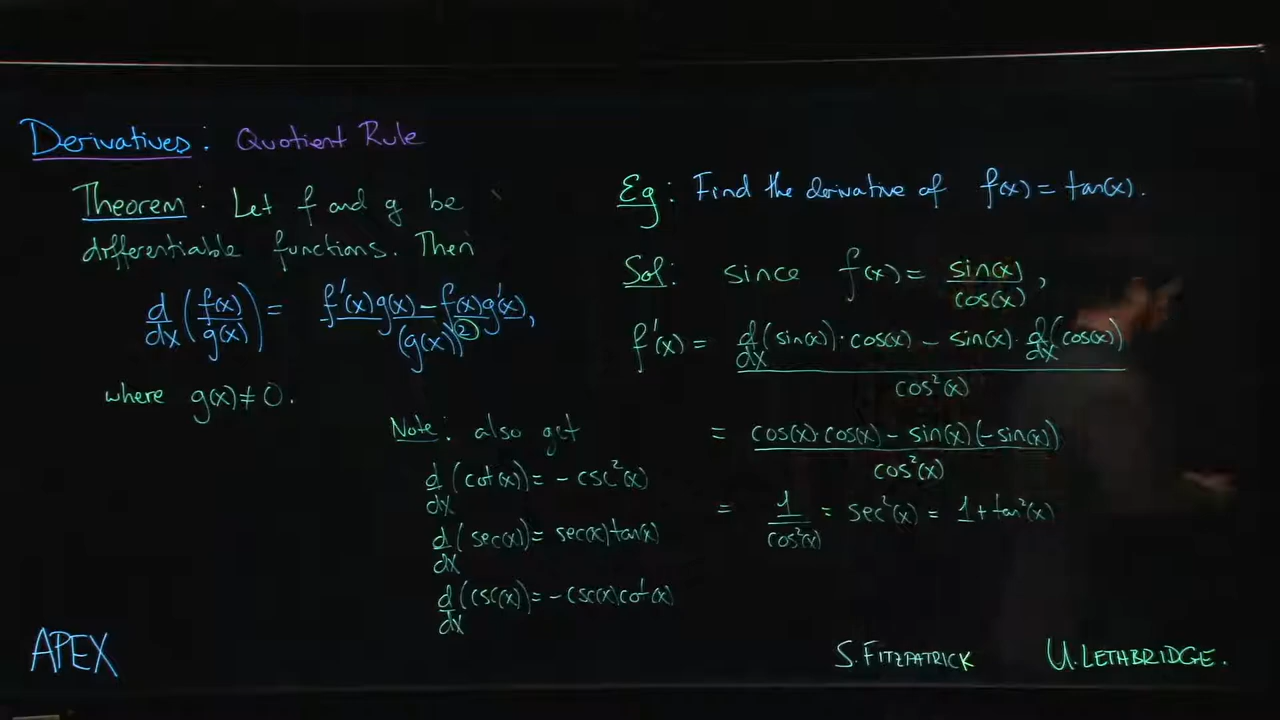 Derivatives: Quotient Rule
Theorem: Let f and g be
differentiable functions. Then
d/dx (f(x)/g(x)) = (f'(x)g(x) − f(x)g'(x))/(g(x))², 
where g(x) ≠ 0.
Note: also get
d/dx (cot(x)) = − csc²(x)
d/dx (sec(x)) = sec(x)tan(x)
d/dx (csc(x)) = − csc(x)cot(x)
Eg: Find the derivative of f(x) = tan(x).
Sol: since f(x) = sin(x)/cos(x),
f'(x) = (d/dx (sin(x)) · cos(x) − sin(x) · d/dx (cos(x)))/cos²(x)
= (cos(x)·cos(x) − sin(x)(−sin(x)))/cos²(x)
= 1/cos²(x) = sec²(x) = 1 + tan²(x)
APEX
S. FITZPATRICK U. LETHBRIDGE.